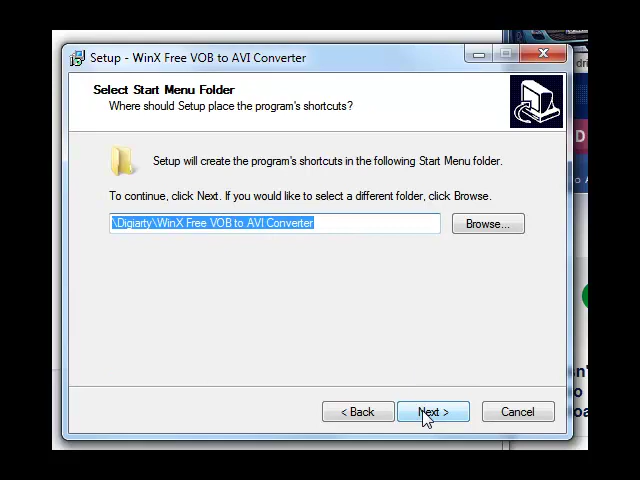 Setup - WinX Free VOB to AVI Converter
Select Start Menu Folder
Where should Setup place the program's shortcuts?
Setup will create the program's shortcuts in the following Start Menu folder.
To continue, click Next. If you would like to select a different folder, click Browse.
\Digiarty\WinX Free VOB to AVI Converter
Browse...
< Back
Next >
Cancel
dri
D